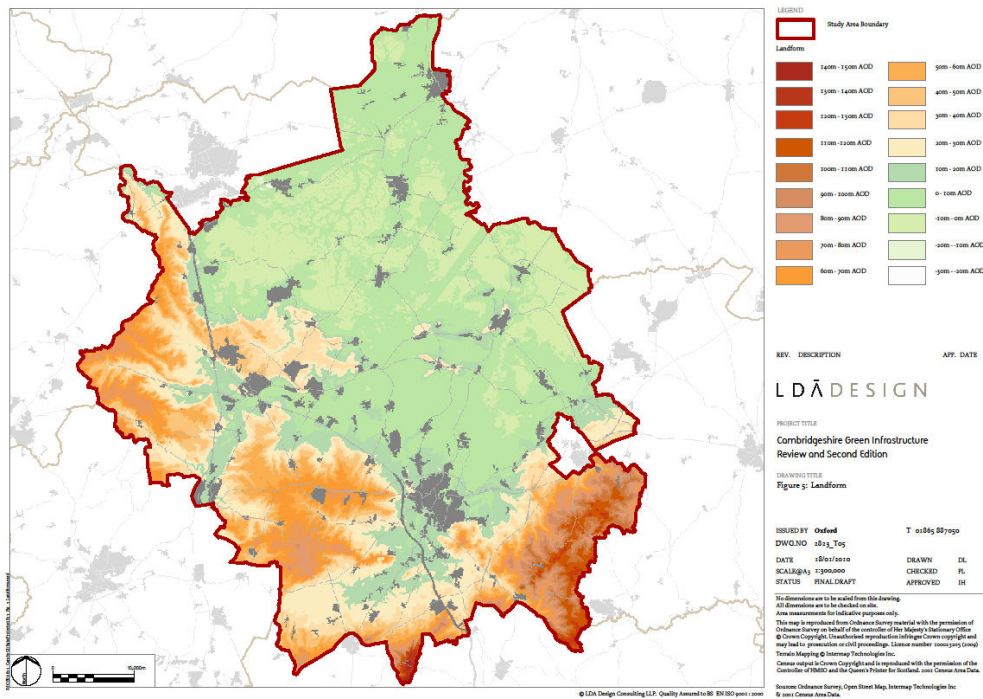 LEGEND
Study Area Boundary
Landform
140m - 150m AOD
130m - 140m AOD
120m - 130m AOD
110m -120m AOD
100m - 110m AOD
90m - 100m AOD
80m - 90m AOD
70m - 80m AOD
60m - 70m AOD
50m - 60m AOD
40m - 50m AOD
30m - 40m AOD
20m - 30m AOD
10m - 20m AOD
0 - 10m AOD
-10m - 0m AOD
-20m - -10m AOD
-30m - -20m AOD
REV. DESCRIPTION APP. DATE
LDĀDESIGN
PROJECT TITLE
Cambridgeshire Green Infrastructure
Review and Second Edition
DRAWING TITLE
Figure 5: Landform
ISSUED BY Oxford T 01865 887050
DWG.NO 2823_T05
DATE 18/01/2010 DRAWN DL
SCALE@A3 1:300,000 CHECKED PL
STATUS FINAL DRAFT APPROVED IH
No dimensions are to be scaled from this drawing.
All dimensions are to be checked on site.
Area measurements for indicative purposes only.
This map is reproduced from Ordnance Survey material with the permission of
Ordnance Survey on behalf of the controller of Her Majesty's Stationary Office
© Crown Copyright. Unauthorised reproduction infringes Crown copyright and
may lead to prosecution or civil proceedings. Licence number 100015205 (2009)
Terrain Mapping © Intermap Technologies Inc.
Census output is Crown Copyright and is reproduced with the permission of the
Controller of HMSO and the Queen's Printer for Scotland. 2001 Census Area Data.
Sources: Ordnance Survey, Open Street Map, Intermap Technologies Inc
& 2001 Census Area Data.
North
0 10,000m
© LDA Design Consulting LLP. Quality Assured to BS EN ISO 9001 : 2000